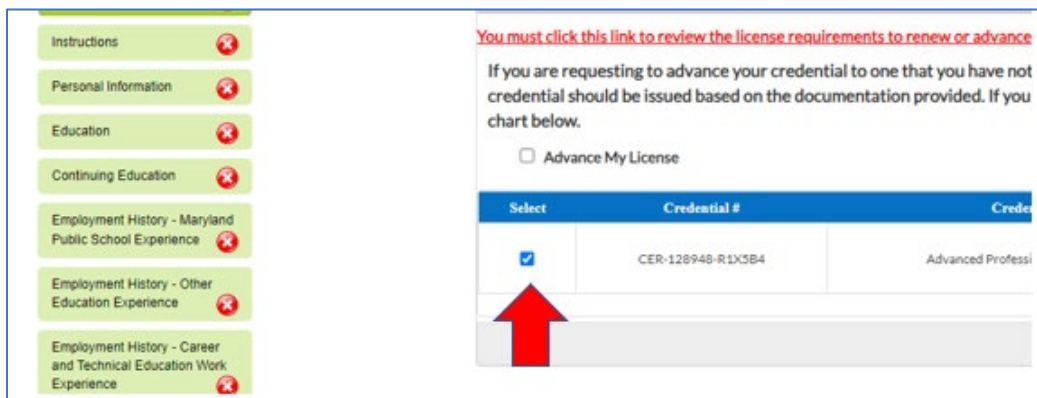 Instructions
Personal Information
Education
Continuing Education
Employment History - Maryland
Public School Experience
Employment History - Other
Education Experience
Employment History - Career
and Technical Education Work
Experience
You must click this link to review the license requirements to renew or advance
If you are requesting to advance your credential to one that you have not
credential should be issued based on the documentation provided. If you
chart below.
Advance My License
Select Credential # Creden
CER-128948-R1X5B4 Advanced Professi